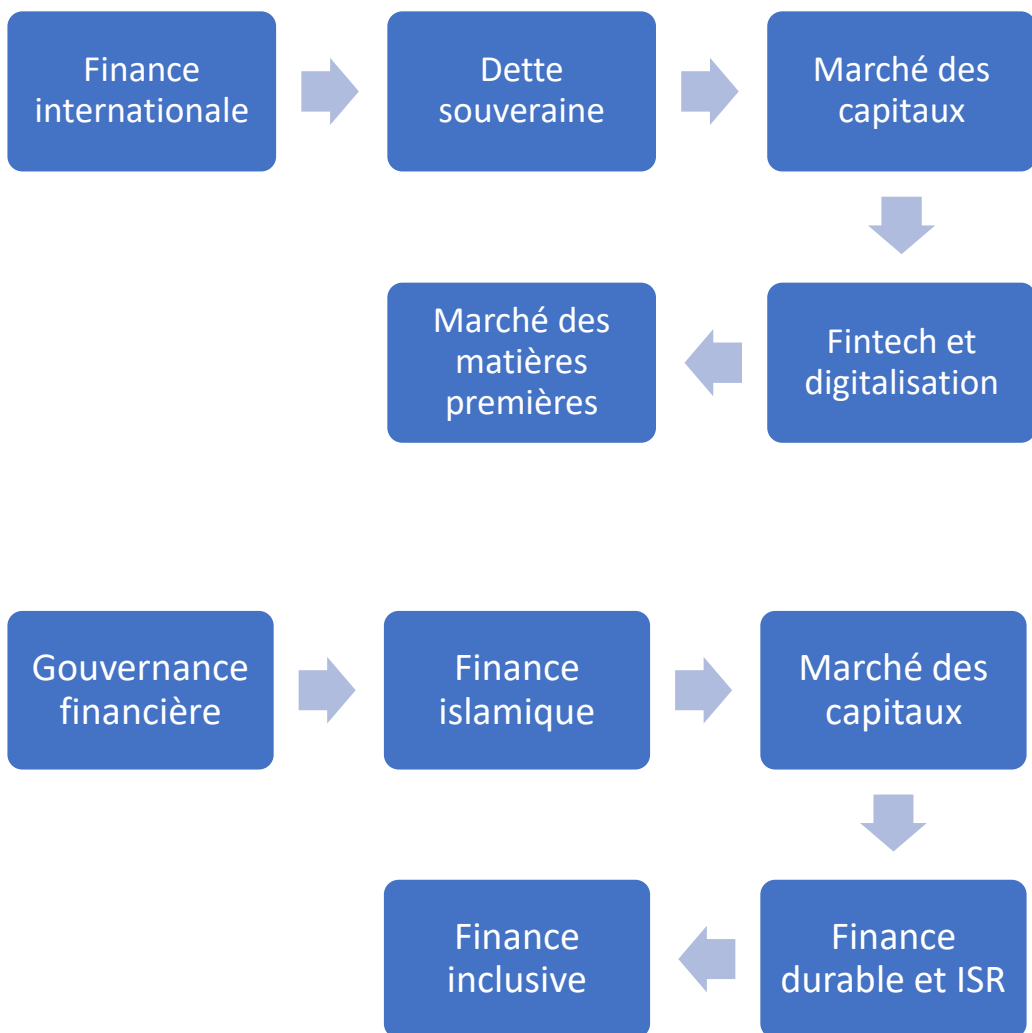 Finance
internationale
Dette
souveraine
Marché des
capitaux
Fintech et
digitalisation
Marché des
matières
premières
Gouvernance
financière
Finance
islamique
Marché des
capitaux
Finance
durable et ISR
Finance
inclusive